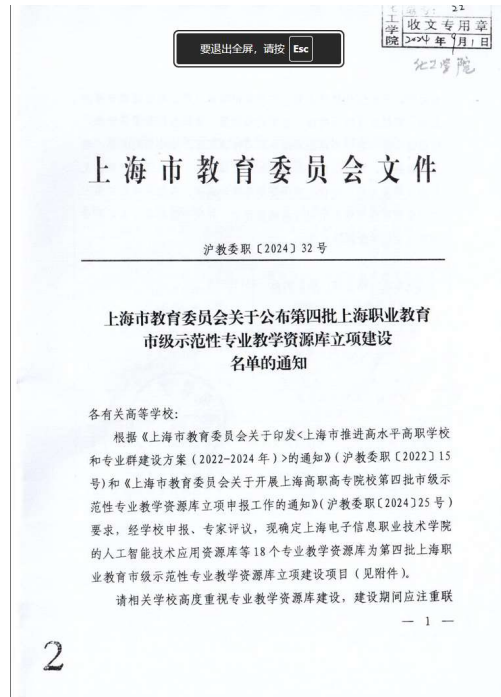 22
收文专用章
工学院
2024年9月1日
化工学院
要退出全屏，请按 Esc
上海市教育委员会文件
沪教委职〔2024〕32号
上海市教育委员会关于公布第四批上海职业教育
市级示范性专业教学资源库立项建设
名单的通知
各有关高等学校：
根据《上海市教育委员会关于印发<上海市推进高水平高职学校
和专业群建设方案（2022-2024年）>的通知》（沪教委职〔2022〕15
号）和《上海市教育委员会关于开展上海高职高专院校第四批市级示
范性专业教学资源库立项申报工作的通知》（沪教委职〔2024〕25号）
要求，经学校申报、专家评议，现确定上海电子信息职业技术学院
的人工智能技术应用资源库等18个专业教学资源库为第四批上海职
业教育市级示范性专业教学资源库立项建设项目（见附件）。
请相关学校高度重视专业教学资源库建设，建设期间应注重联
— 1 —
2